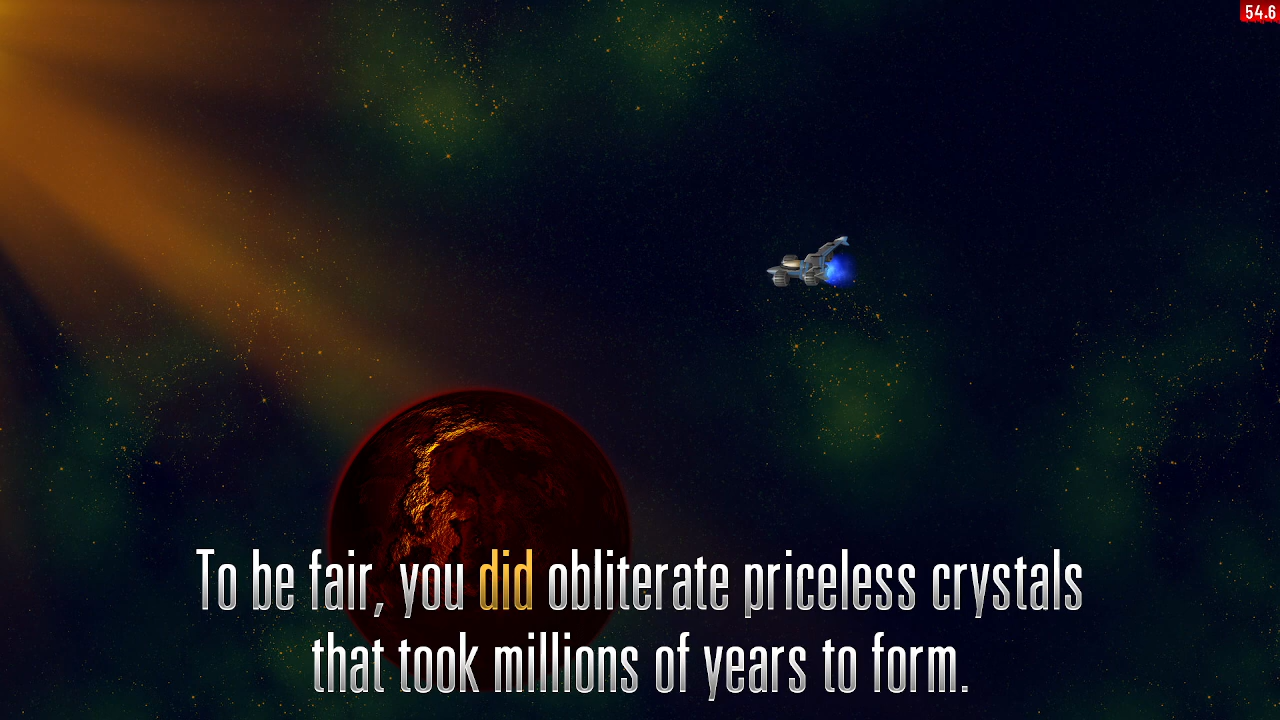 54.6
To be fair, you did obliterate priceless crystals
that took millions of years to form.